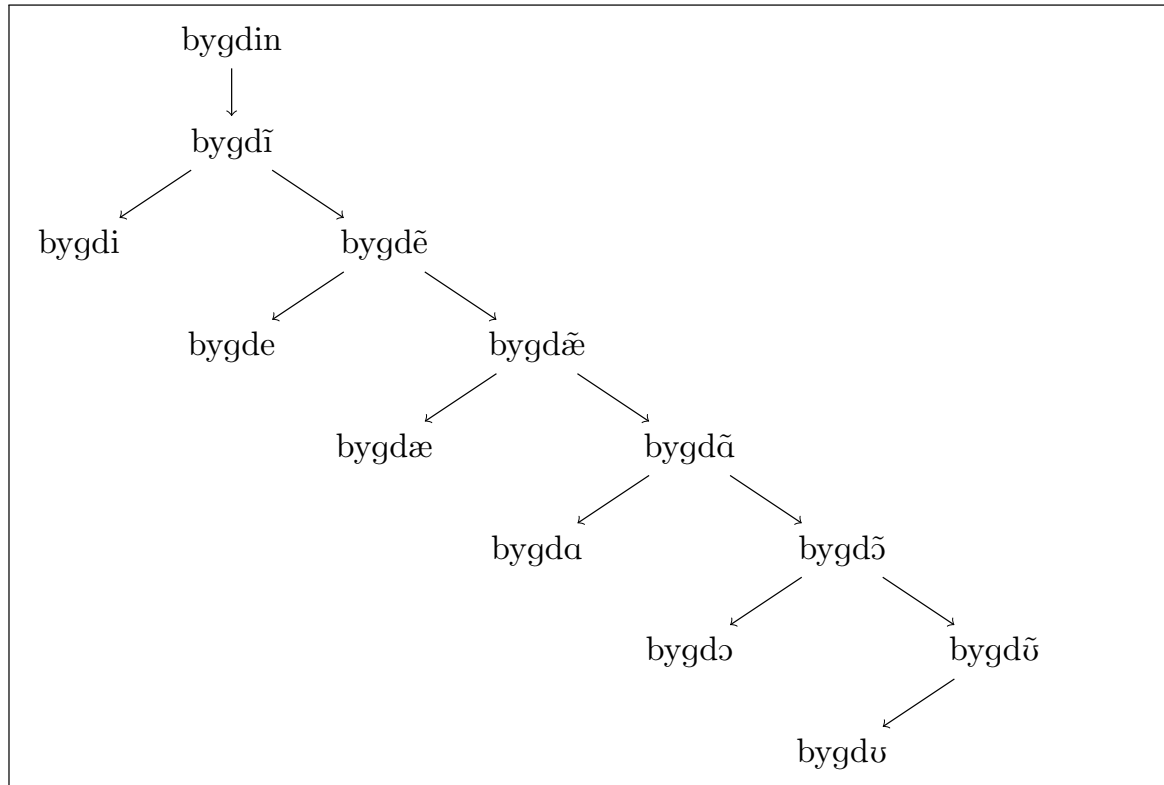 bygdin
bygdĩ
bygdi bygdẽ
bygde bygdæ̃
bygdæ bygdɑ̃
bygdɑ bygdɔ̃
bygdɔ bygdʊ̃
bygdʊ